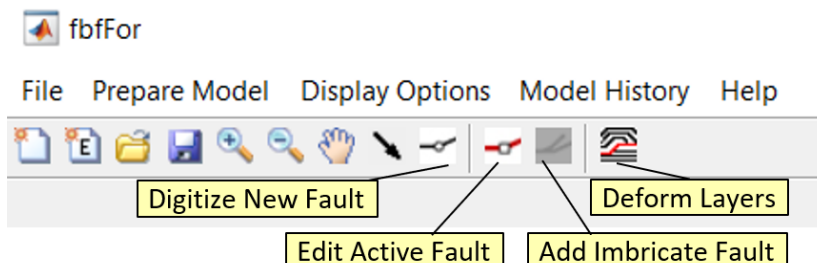 fbfFor
File Prepare Model Display Options Model History Help
E
Digitize New Fault
Deform Layers
Edit Active Fault
Add Imbricate Fault